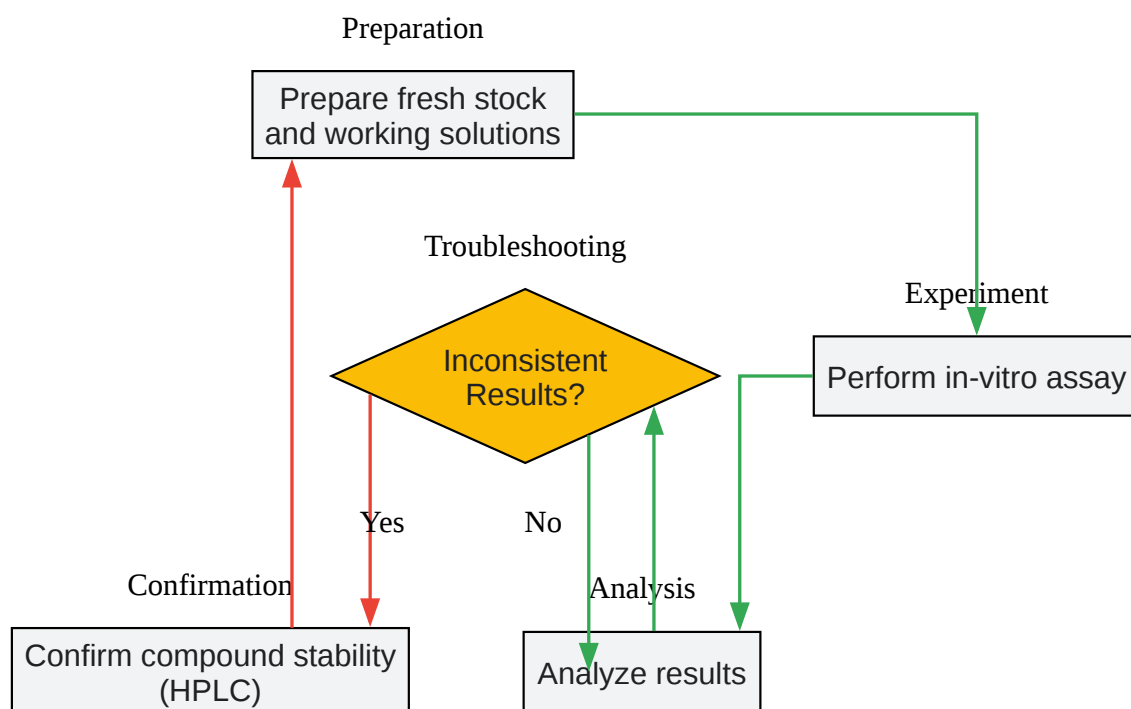 Preparation
Prepare fresh stock
and working solutions
Troubleshooting
Experiment
Inconsistent
Results?
Perform in-vitro assay
Yes
No
Confirmation
Analysis
Confirm compound stability
(HPLC)
Analyze results